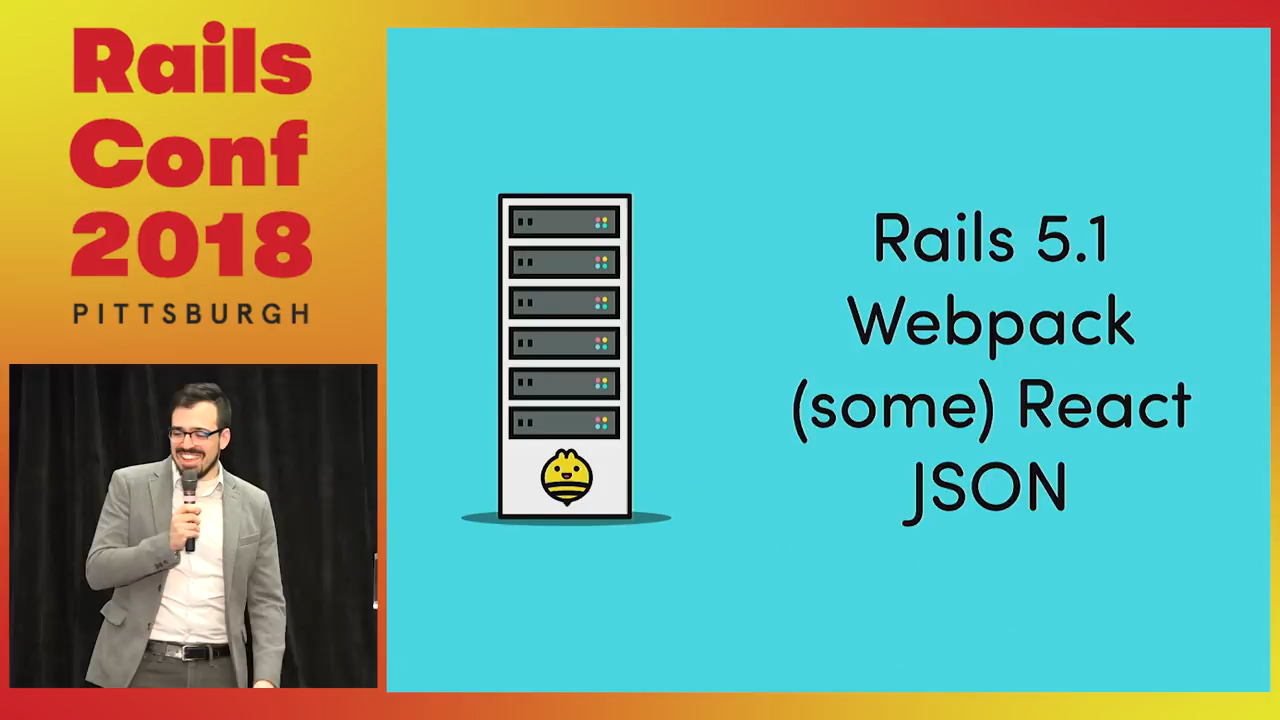 Rails
Conf
2018
PITTSBURGH
Rails 5.1
Webpack
(some) React
JSON